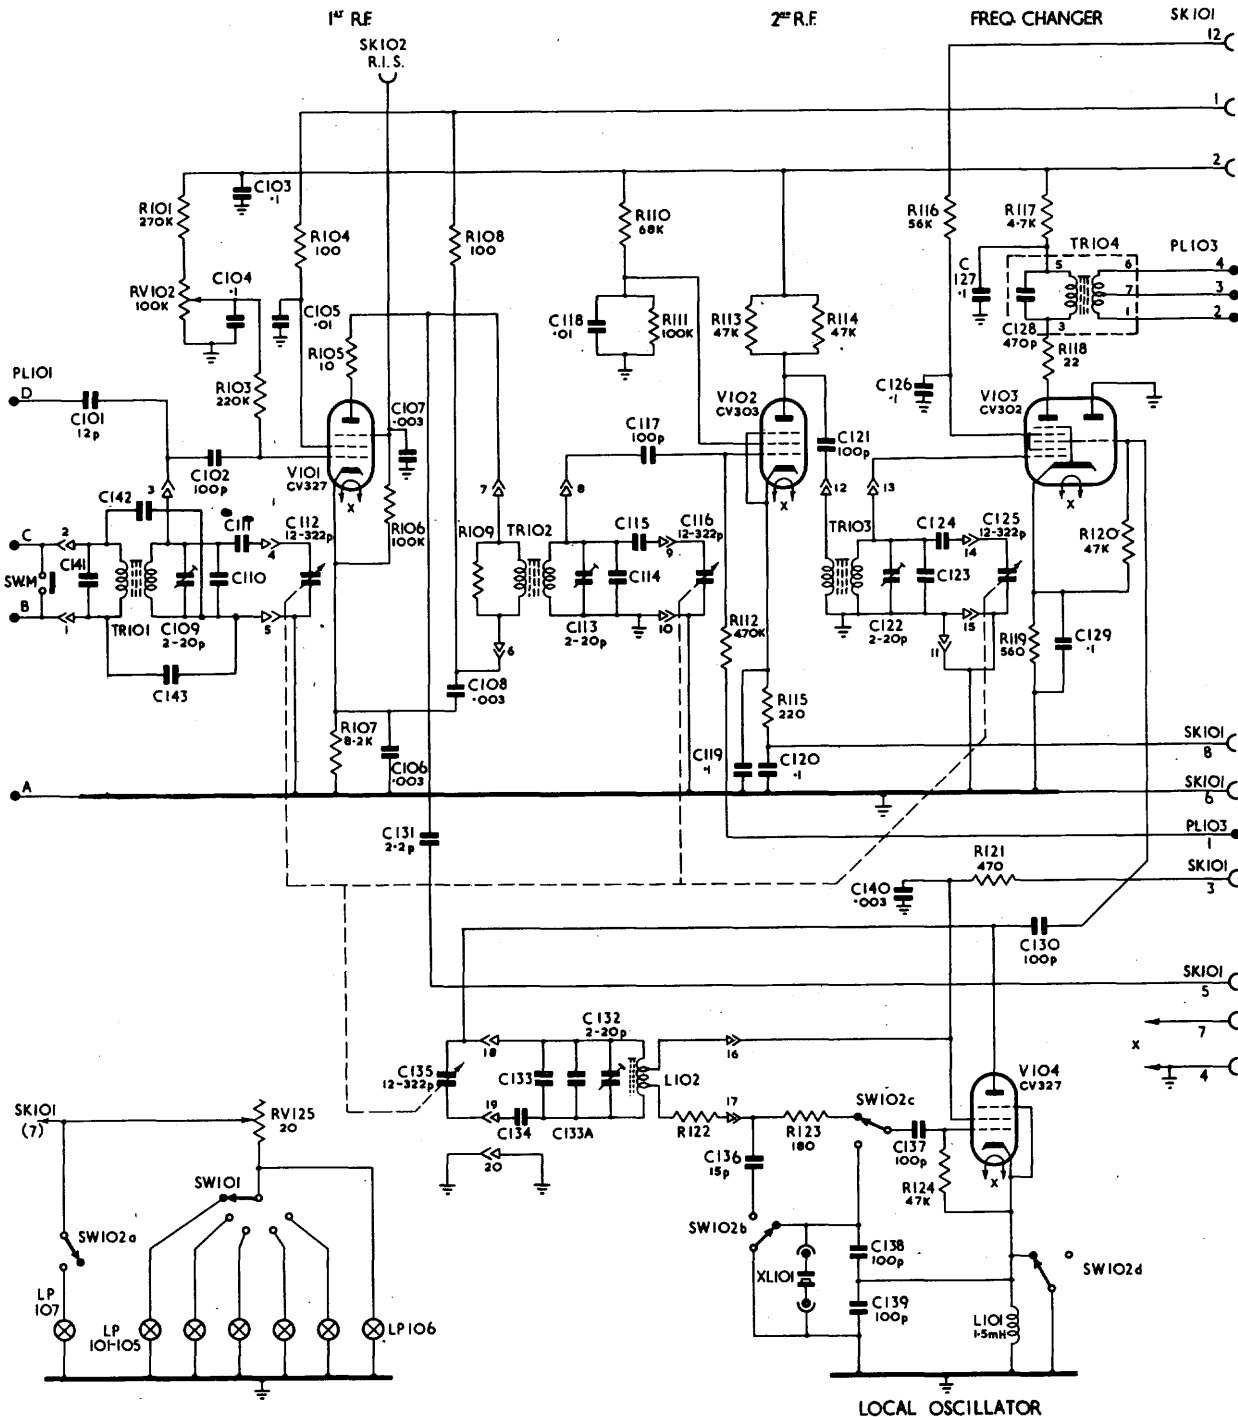 1ST R.F.
2ND R.F.
FREQ. CHANGER
SK101
12
SK102
R.I.S.
1
2
C103
.1
R101
270K
R104
100
R108
100
R110
68K
R116
56K
R117
4.7K
TR104
PL103
C104
.1
RV102
100K
C105
.01
R105
10
C118
.01
R111
100K
R113
47K
R114
47K
C
127
.1
5
6
4
7
3
1
2
C128
470p
3
R118
22
PL101
D
C101
12p
R103
220K
C107
.003
V102
CV303
C126
.1
V103
CV302
C102
100p
V101
CV327
X
C117
100p
C121
100p
X
X
3
7
8
12
13
C142
C
2
C141
C111
4
C112
12-322p
R106
100K
R109
TR102
C115
9
C116
12-322p
TR103
C124
14
C125
12-322p
R120
47K
SWM
C110
C114
C123
B
1
TR101
C109
2-20p
5
C113
2-20p
10
R112
470K
C122
2-20p
15
R119
560
C129
.1
6
11
C143
C108
.003
R115
220
R107
8.2K
C106
.003
C119
.1
C120
.1
SK101
8
A
SK101
6
C131
2.2p
PL103
1
R121
470
SK101
3
C140
.003
C130
100p
SK101
5
7
X
4
C132
2-20p
18
16
C135
12-322p
C133
L102
V104
CV327
19
C134
C133A
R122
17
R123
180
SW102c
C137
100p
20
C136
15p
R124
47K
X
SK101
(7)
RV125
20
SW101
SW102a
SW102b
C138
100p
SW102d
XL101
C139
100p
L101
1.5mH
LP
107
LP
101-105
LP106
LOCAL OSCILLATOR